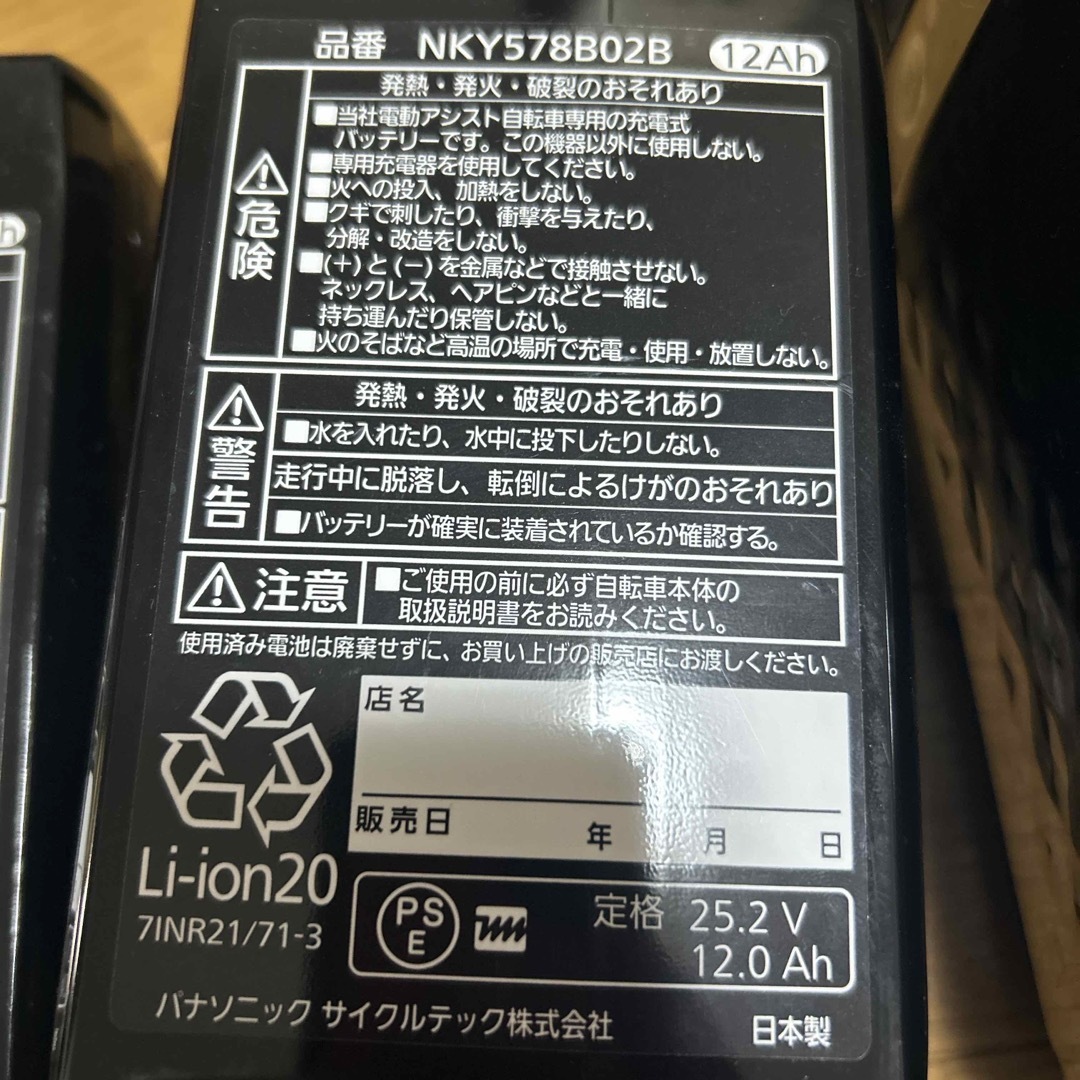 品番 NKY578B02B 12Ah
発熱・発火・破裂のおそれあり
危険
■当社電動アシスト自転車専用の充電式
バッテリーです。この機器以外に使用しない。
■専用充電器を使用してください。
■火への投入、加熱をしない。
■クギで刺したり、衝撃を与えたり、
分解・改造をしない。
■(+)と(−)を金属などで接触させない。
ネックレス、ヘアピンなどと一緒に
持ち運んだり保管しない。
■火のそばなど高温の場所で充電・使用・放置しない。
警告
発熱・発火・破裂のおそれあり
■水を入れたり、水中に投下したりしない。
走行中に脱落し、転倒によるけがのおそれあり
■バッテリーが確実に装着されているか確認する。
注意
■ご使用の前に必ず自転車本体の
取扱説明書をお読みください。
使用済み電池は廃棄せずに、お買い上げの販売店にお渡しください。
店名
販売日 年 月 日
Li-ion20
7INR21/71-3
PSE 定格 25.2 V
12.0 Ah
パナソニック サイクルテック株式会社 日本製
h